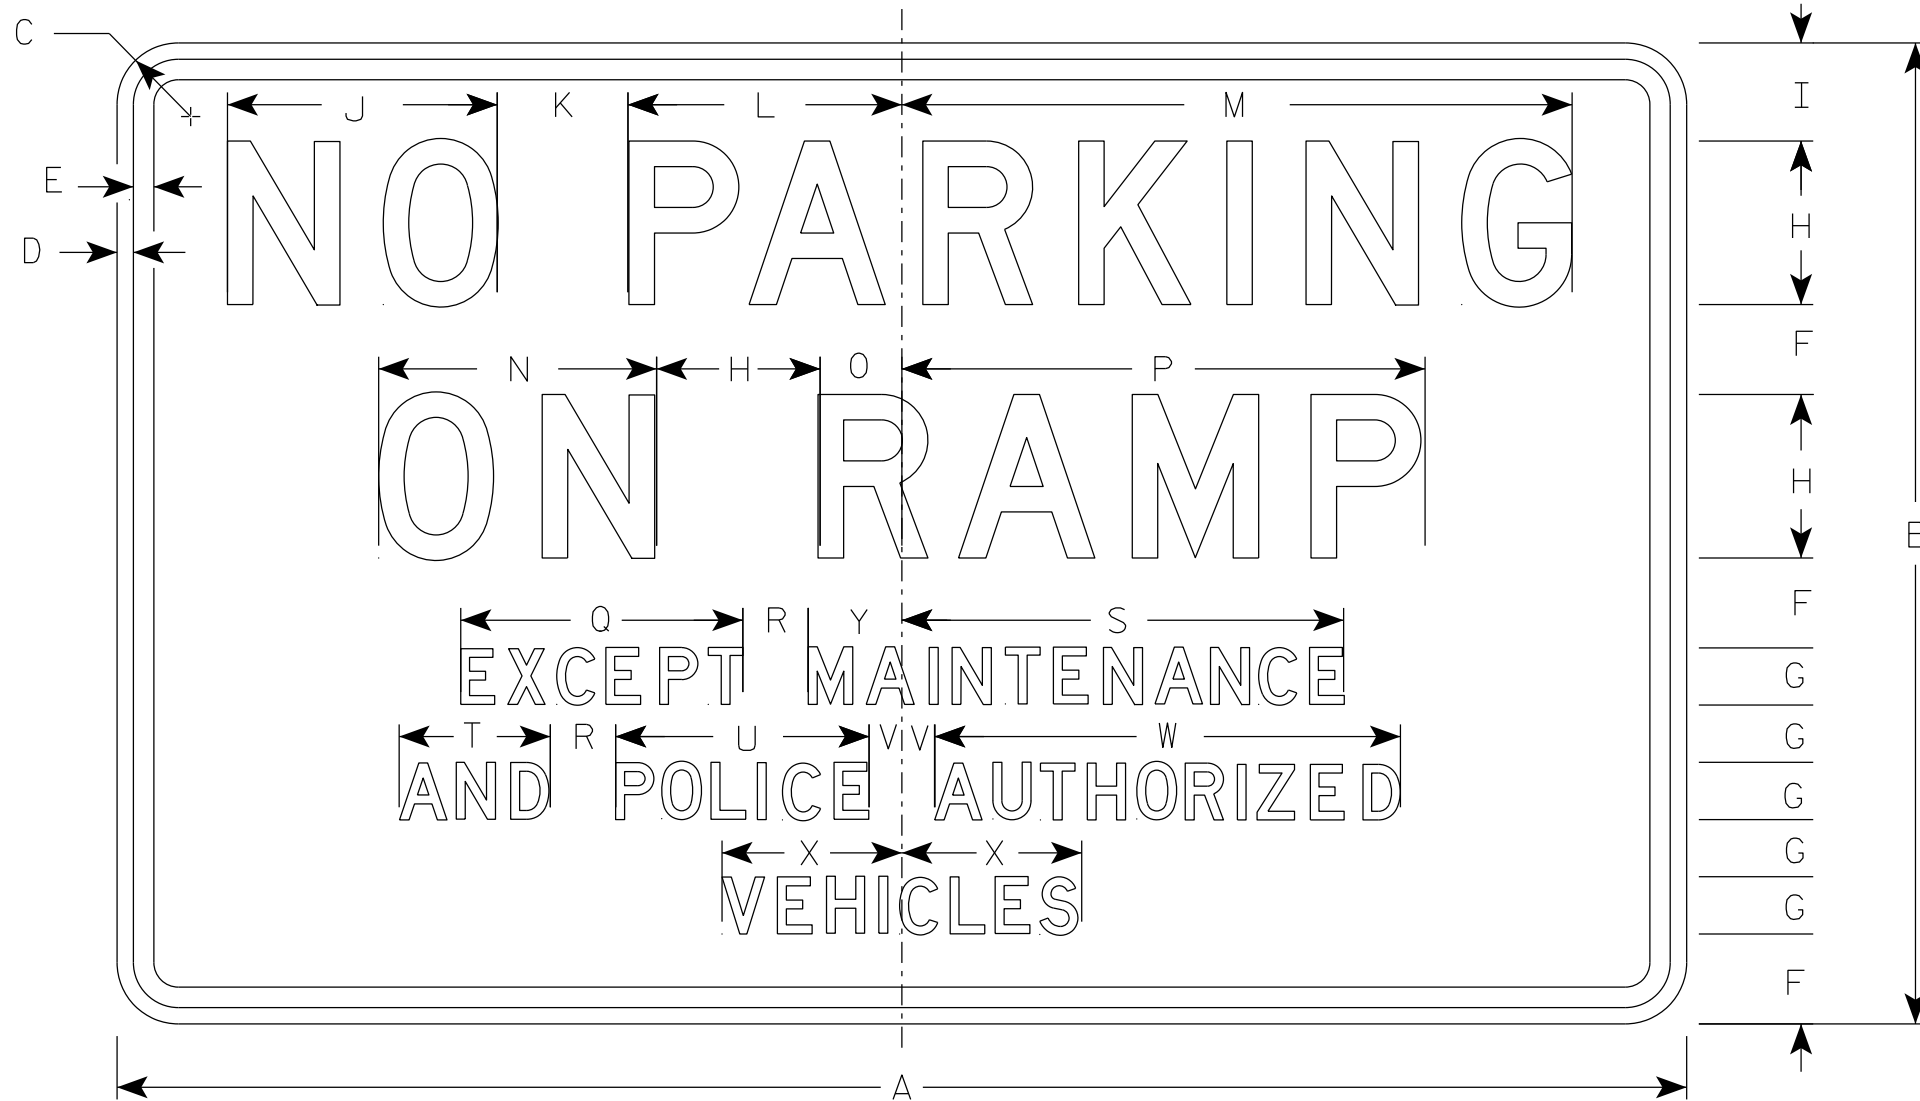 C
I
J K L M
E
NO PARKING
H
D
F
N H O P
ON RAMP
H
B
F
Q R Y S
EXCEPT MAINTENANCE
G
T R U V V W
G
AND POLICE AUTHORIZED
G
X X
G
VEHICLES
G
F
A